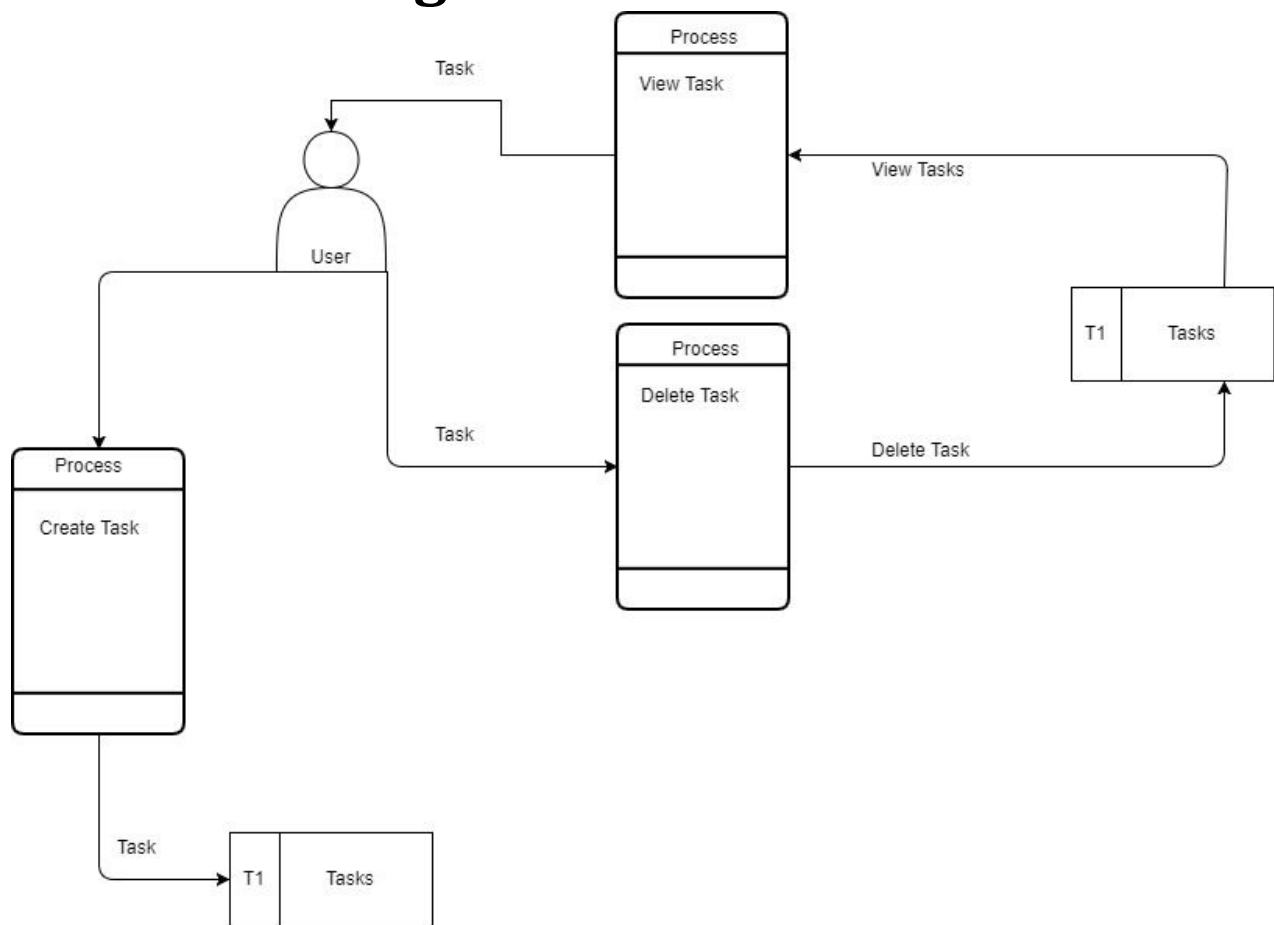 Process
Task
View Task
View Tasks
User
T1
Tasks
Process
Delete Task
Task
Delete Task
Process
Create Task
Task
T1
Tasks